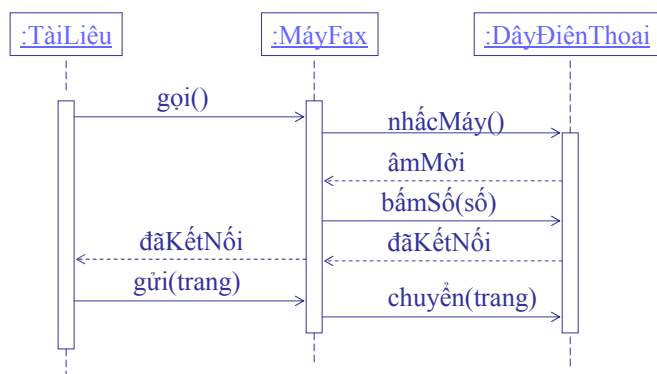 :TàiLiêu
:MáyFax
:DâyĐiênThoai
gọi()
nhấcMáy()
âmMời
bấmSố(số)
đãKếtNối
đãKếtNối
gửi(trang)
chuyển(trang)